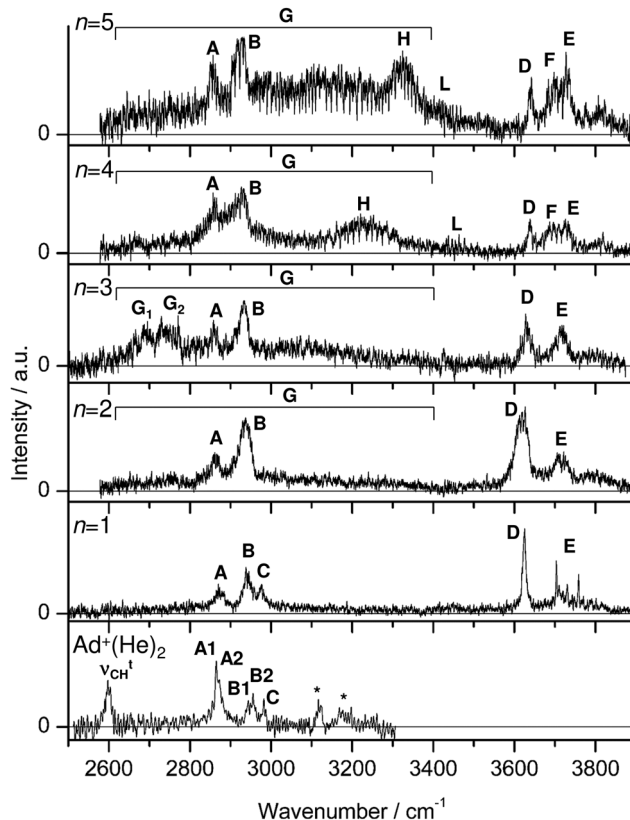 n=5
G
A
B
H
L
D
F
E
0
n=4
G
A
B
H
L
D
F
E
0
n=3
G
G1
G2
A
B
D
E
0
n=2
G
A
B
D
E
0
n=1
A
B
C
D
E
0
Ad+(He)2
νCHt
A1
A2
B1
B2
C
*
*
0
2600 2800 3000 3200 3400 3600 3800
Wavenumber / cm-1
Intensity / a.u.